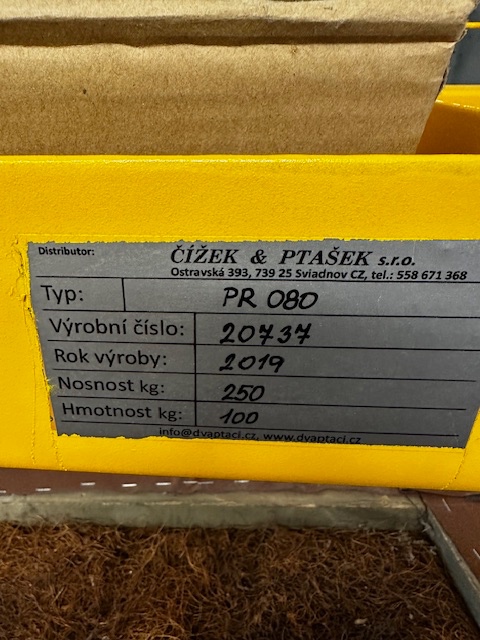 Distributor: ČÍŽEK & PTAŠEK s.r.o.
Ostravská 393, 739 25 Sviadnov CZ, tel.: 558 671 368
Typ: PR 080
Výrobní číslo: 20737
Rok výroby: 2019
Nosnost kg: 250
Hmotnost kg: 100
info@dvaptaci.cz, www.dvaptaci.cz